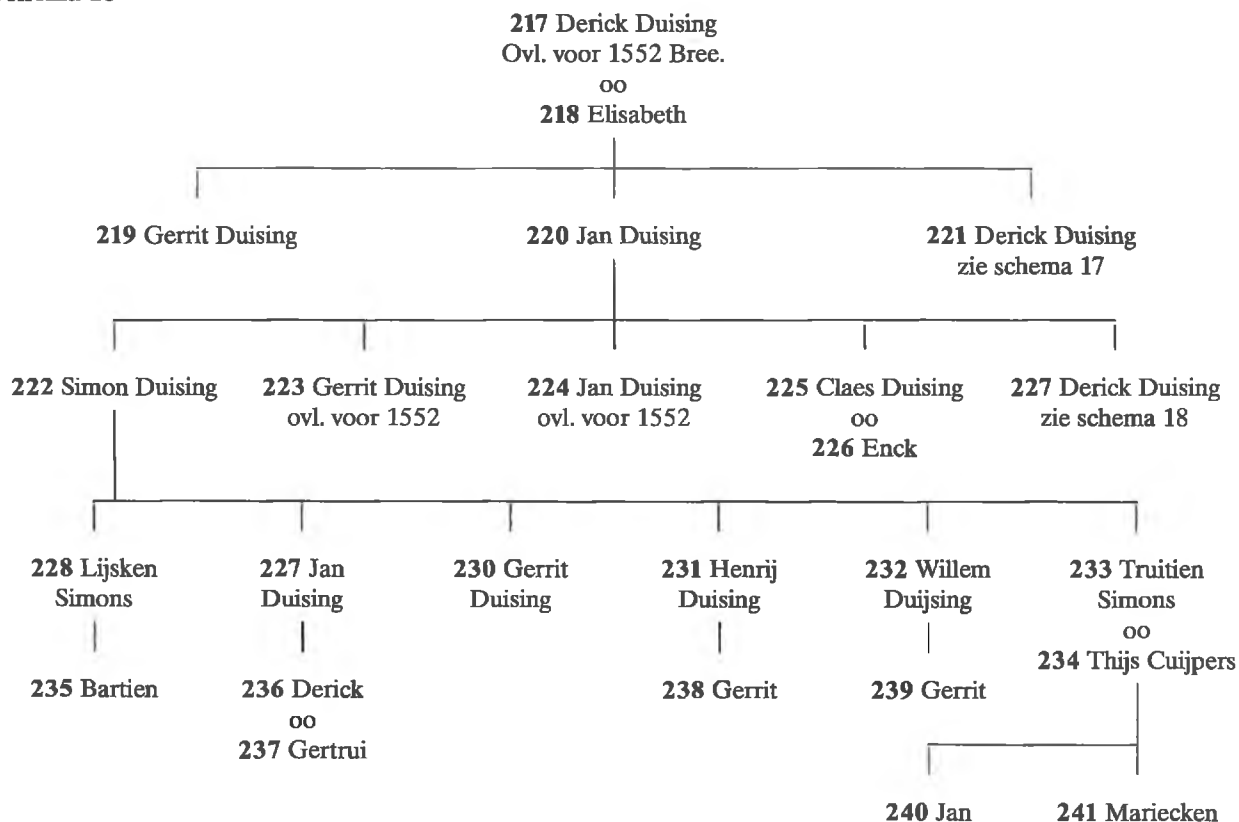 217 Derick Duising
Ovl. voor 1552 Bree.
oo
218 Elisabeth
219 Gerrit Duising
220 Jan Duising
221 Derick Duising
zie schema 17
222 Simon Duising
223 Gerrit Duising
ovl. voor 1552
224 Jan Duising
ovl. voor 1552
225 Claes Duising
oo
226 Enck
227 Derick Duising
zie schema 18
228 Lijsken
Simons
227 Jan
Duising
230 Gerrit
Duising
231 Henrij
Duising
232 Willem
Duijsing
233 Truitien
Simons
oo
234 Thijs Cuijpers
235 Bartien
236 Derick
oo
237 Gertrui
238 Gerrit
239 Gerrit
240 Jan
241 Mariecken